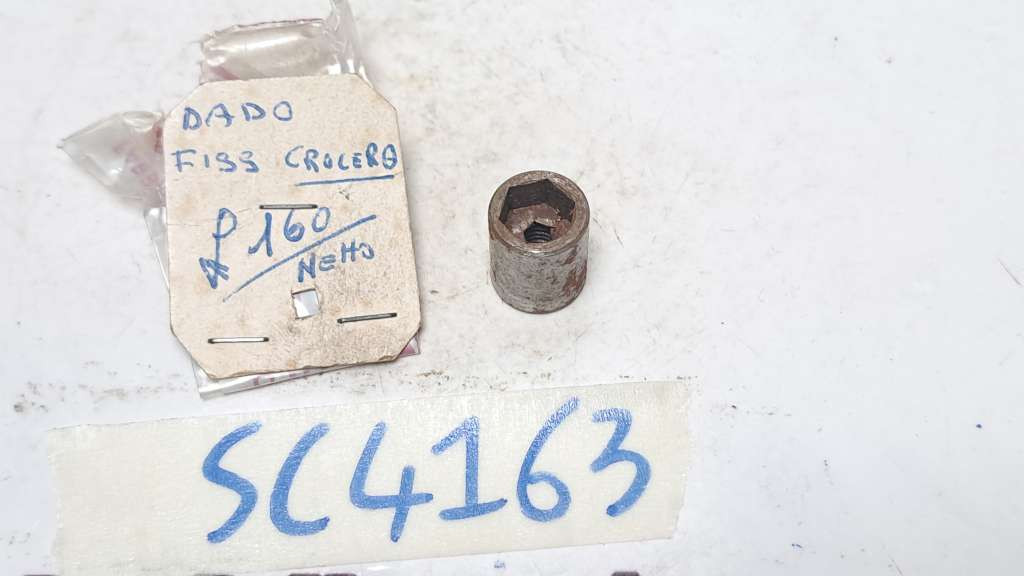 DADO
FISS CROCERA
£ 160
NETTO
SC4163